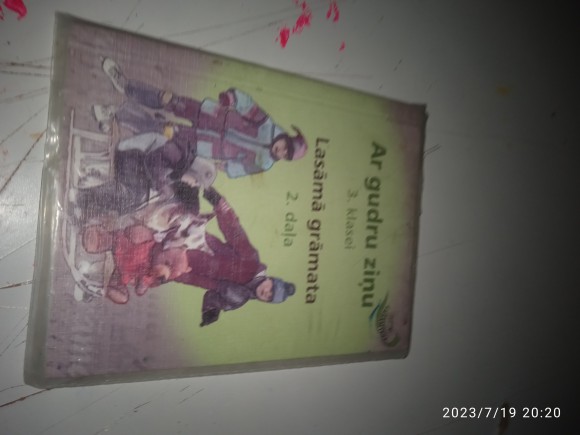 Ar gudru ziņu
3. klasei
Lasāmā grāmata
2. daļa
2023/7/19 20:20